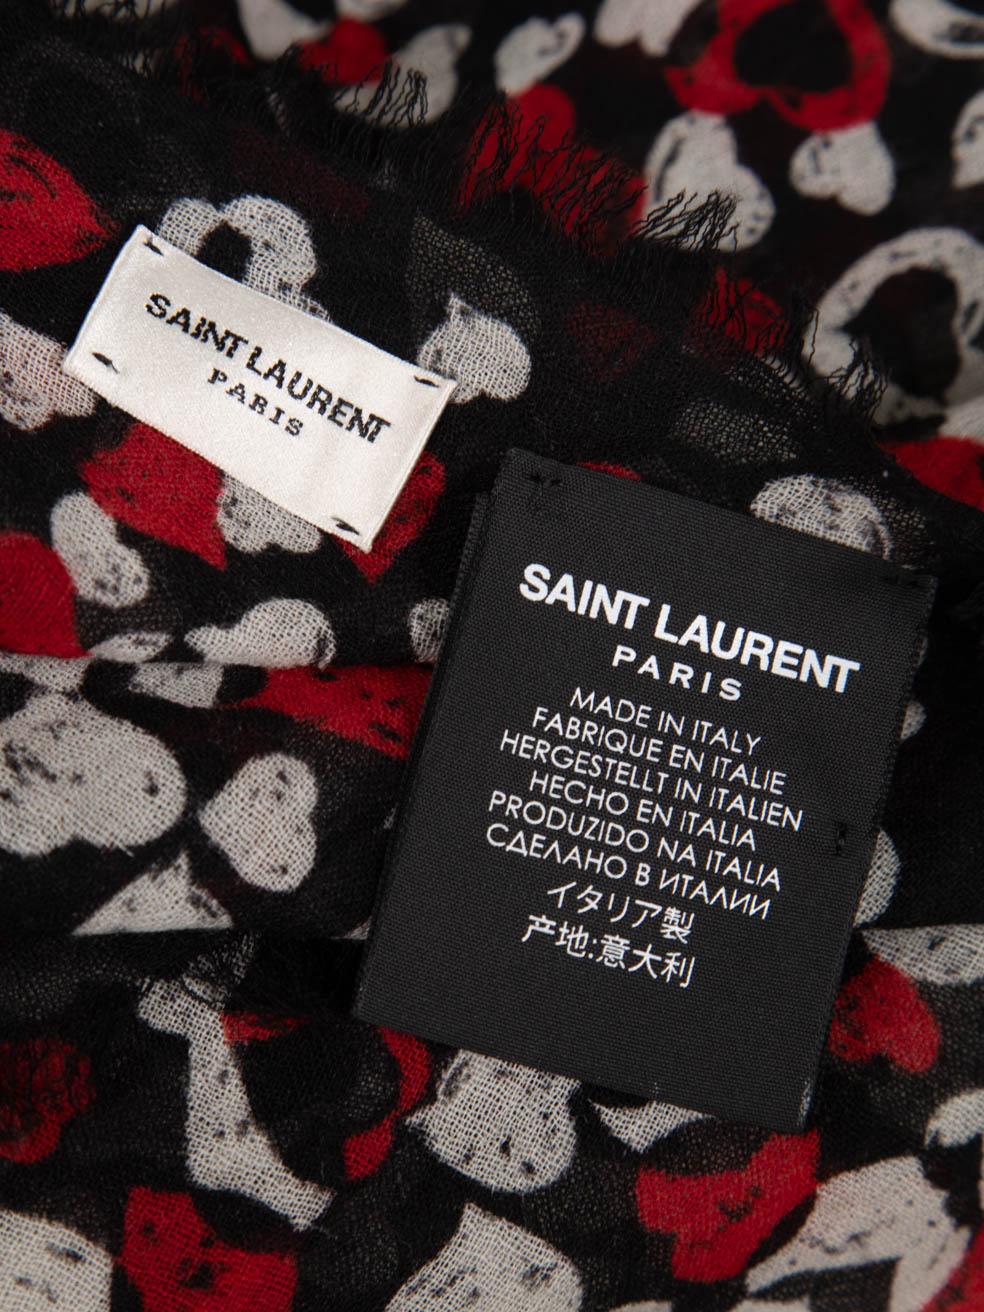 SAINT LAURENT
PARIS
SAINT LAURENT
PARIS
MADE IN ITALY
FABRIQUE EN ITALIE
HERGESTELLT IN ITALIEN
HECHO EN ITALIA
PRODUZIDO NA ITALIA
СДЕЛАНО В ИТАЛИИ
イタリア製
产地:意大利